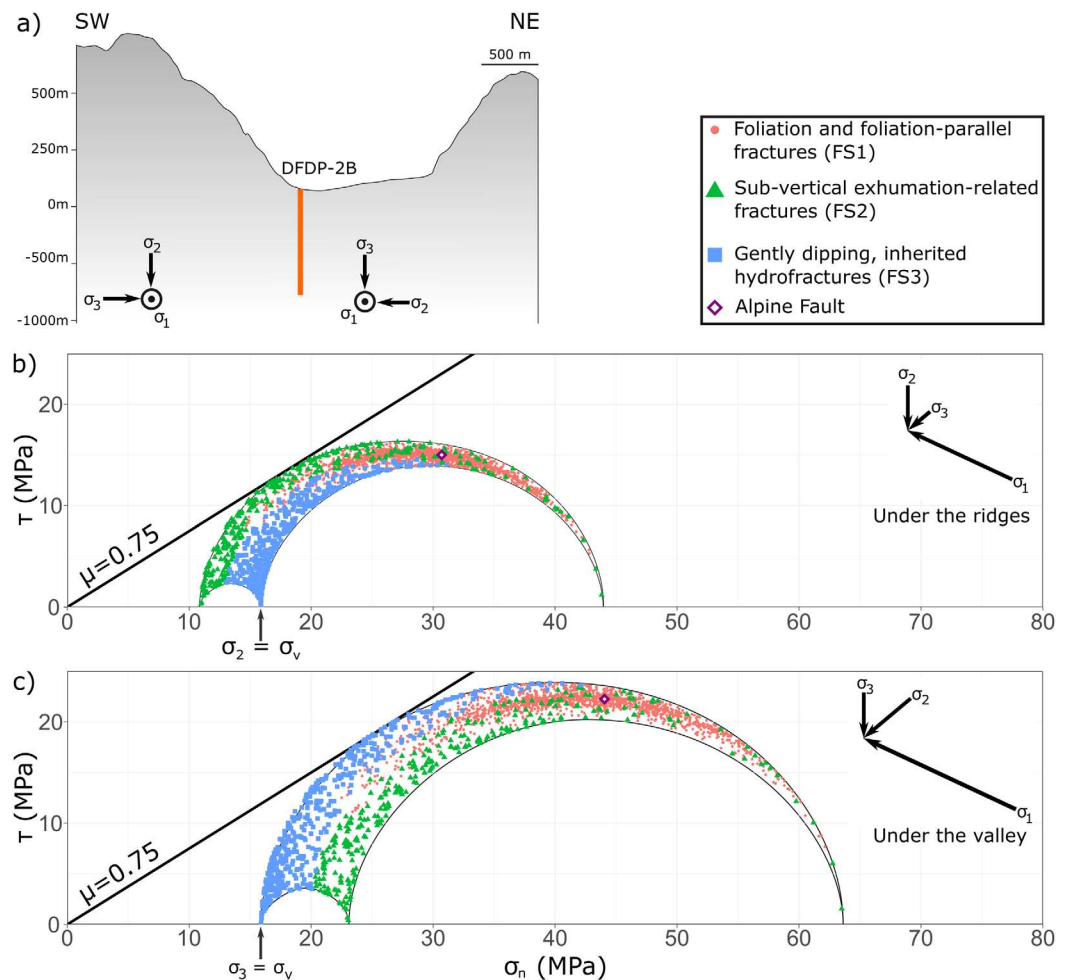 a)
SW
NE
500 m
500m
250m
0m
-500m
-1000m
DFDP-2B
σ2
σ3
σ1
σ3
σ2
σ1
Foliation and foliation-parallel
fractures (FS1)
Sub-vertical exhumation-related
fractures (FS2)
Gently dipping, inherited
hydrofractures (FS3)
Alpine Fault
b)
τ (MPa)
20
10
0
μ=0.75
σ2
σ3
σ1
Under the ridges
0 10 20 30 40 50 60 70 80
σ2 = σv
c)
τ (MPa)
20
10
0
μ=0.75
σ3
σ2
σ1
Under the valley
0 10 20 30 40 50 60 70 80
σ3 = σv
σn (MPa)